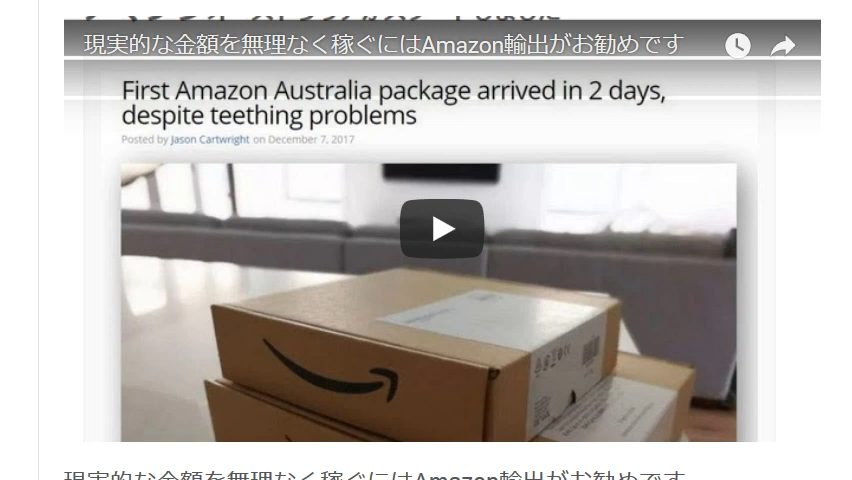 現実的な金額を無理なく稼ぐにはAmazon輸出がお勧めです
First Amazon Australia package arrived in 2 days,
despite teething problems
Posted by Jason Cartwright on December 7, 2017
現実的な金額を無理なく稼ぐにはAmazon輸出がお勧めです